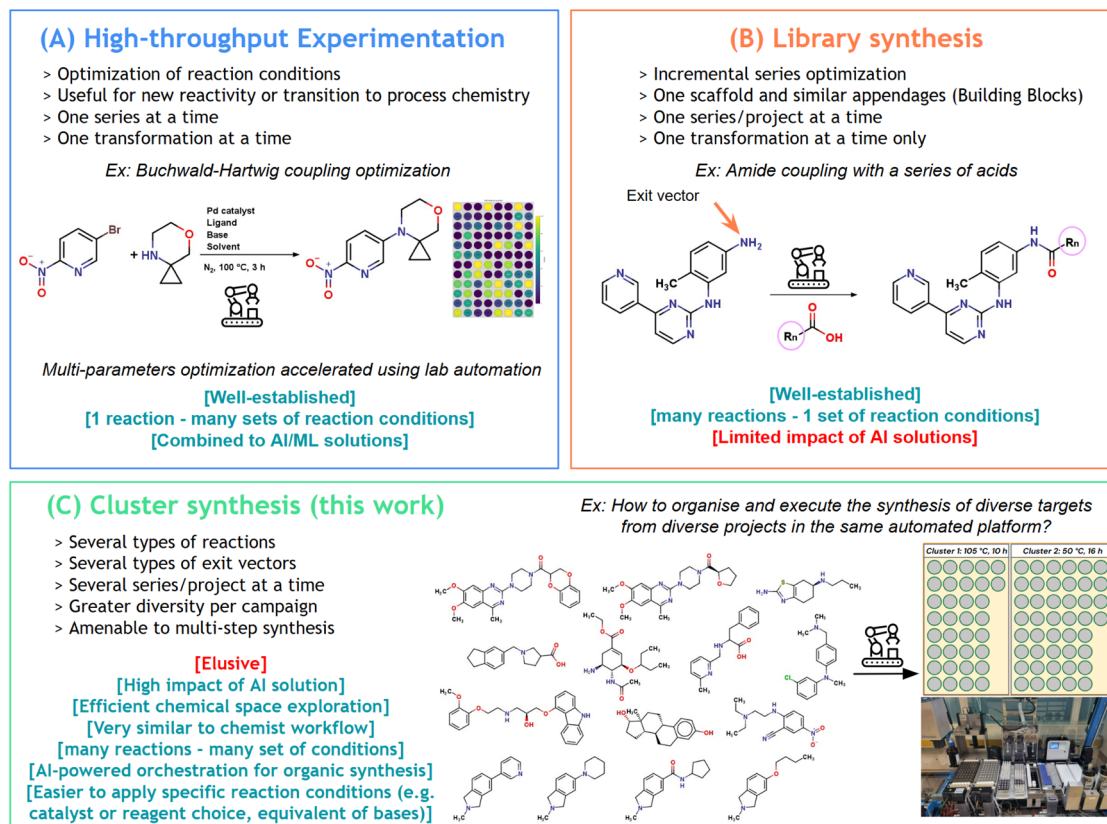 (A) High-throughput Experimentation
> Optimization of reaction conditions
> Useful for new reactivity or transition to process chemistry
> One series at a time
> One transformation at a time
Ex: Buchwald-Hartwig coupling optimization
Br
N
N+
O-
O
+
HN
O
Pd catalyst
Ligand
Base
Solvent
N₂, 100 °C, 3 h
O
N
N
N+
O-
O
Multi-parameters optimization accelerated using lab automation
[Well-established]
[1 reaction - many sets of reaction conditions]
[Combined to AI/ML solutions]
(B) Library synthesis
> Incremental series optimization
> One scaffold and similar appendages (Building Blocks)
> One series/project at a time
> One transformation at a time only
Ex: Amide coupling with a series of acids
Exit vector
NH₂
H₃C
N
N
NH
N
Rn
O
OH
H
N
Rn
O
H₃C
N
N
NH
N
[Well-established]
[many reactions - 1 set of reaction conditions]
[Limited impact of AI solutions]
(C) Cluster synthesis (this work)
> Several types of reactions
> Several types of exit vectors
> Several series/project at a time
> Greater diversity per campaign
> Amenable to multi-step synthesis
[Elusive]
[High impact of AI solution]
[Efficient chemical space exploration]
[Very similar to chemist workflow]
[many reactions - many set of conditions]
[AI-powered orchestration for organic synthesis]
[Easier to apply specific reaction conditions (e.g.
catalyst or reagent choice, equivalent of bases)]
Ex: How to organise and execute the synthesis of diverse targets
from diverse projects in the same automated platform?
Cluster 1: 105 °C, 10 h
Cluster 2: 50 °C, 16 h